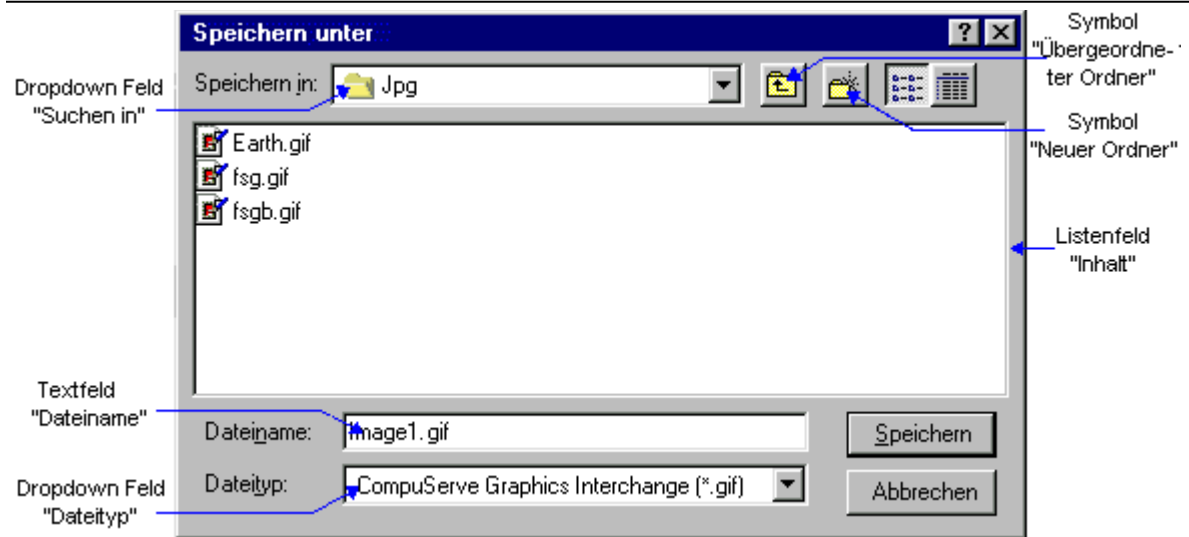 Speichern unter
Symbol
"Übergeordne-
ter Ordner"
Dropdown Feld
"Suchen in"
Speichern in:
Jpg
Symbol
"Neuer Ordner"
Earth.gif
fsg.gif
fsgb.gif
Listenfeld
"Inhalt"
Textfeld
"Dateiname"
Dateiname:
Image1.gif
Speichern
Dropdown Feld
"Dateityp"
Dateityp:
CompuServe Graphics Interchange (*.gif)
Abbrechen